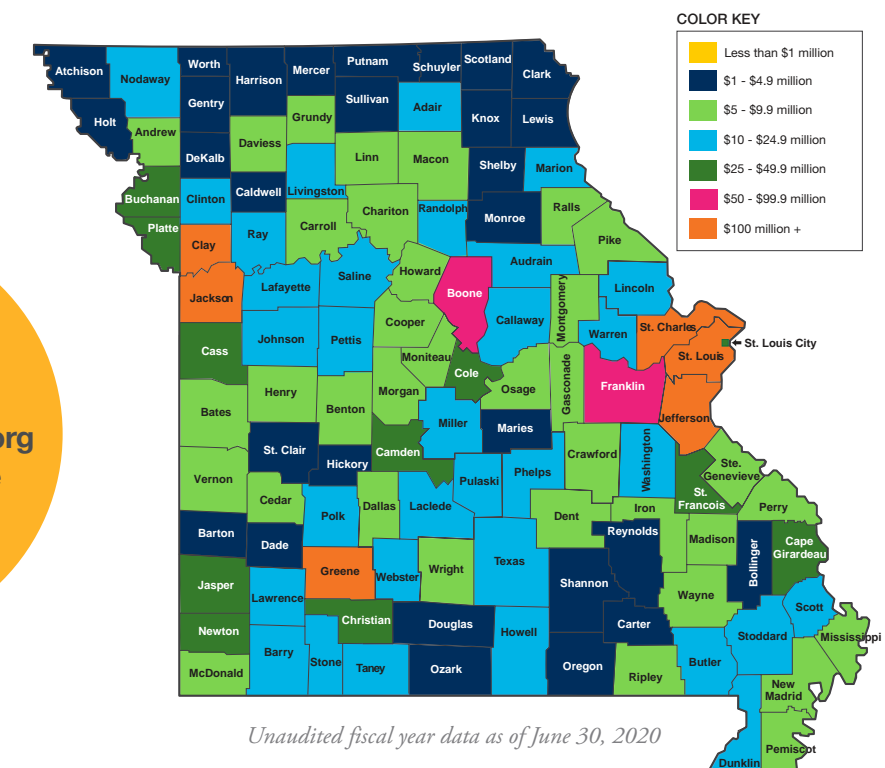 COLOR KEY
Less than $1 million
$1 - $4.9 million
$5 - $9.9 million
$10 - $24.9 million
$25 - $49.9 million
$50 - $99.9 million
$100 million +
Atchison
Nodaway
Worth
Harrison
Mercer
Putnam
Schuyler
Scotland
Clark
Gentry
Sullivan
Adair
Knox
Lewis
Holt
Andrew
Grundy
DeKalb
Daviess
Linn
Macon
Shelby
Marion
Buchanan
Clinton
Caldwell
Livingston
Chariton
Randolph
Monroe
Ralls
Platte
Clay
Ray
Carroll
Pike
Audrain
Howard
Saline
Lafayette
Jackson
Boone
Callaway
Montgomery
Lincoln
Warren
St. Charles
St. Louis
St. Louis City
Cooper
Pettis
Johnson
Cass
Moniteau
Cole
Osage
Gasconade
Franklin
Jefferson
Henry
Benton
Morgan
Bates
Miller
Maries
St. Clair
Hickory
Camden
Crawford
Washington
Ste.
Genevieve
Vernon
Cedar
Polk
Dallas
Laclede
Pulaski
Phelps
Dent
Iron
St.
Francois
Perry
Barton
Dade
Reynolds
Madison
Bollinger
Cape
Girardeau
Jasper
Greene
Webster
Wright
Texas
Shannon
Wayne
Lawrence
Scott
Newton
Christian
Douglas
Howell
Carter
Stoddard
Mississippi
McDonald
Barry
Stone
Taney
Ozark
Oregon
Ripley
Butler
New
Madrid
Pemiscot
Dunklin
org
Unaudited fiscal year data as of June 30, 2020